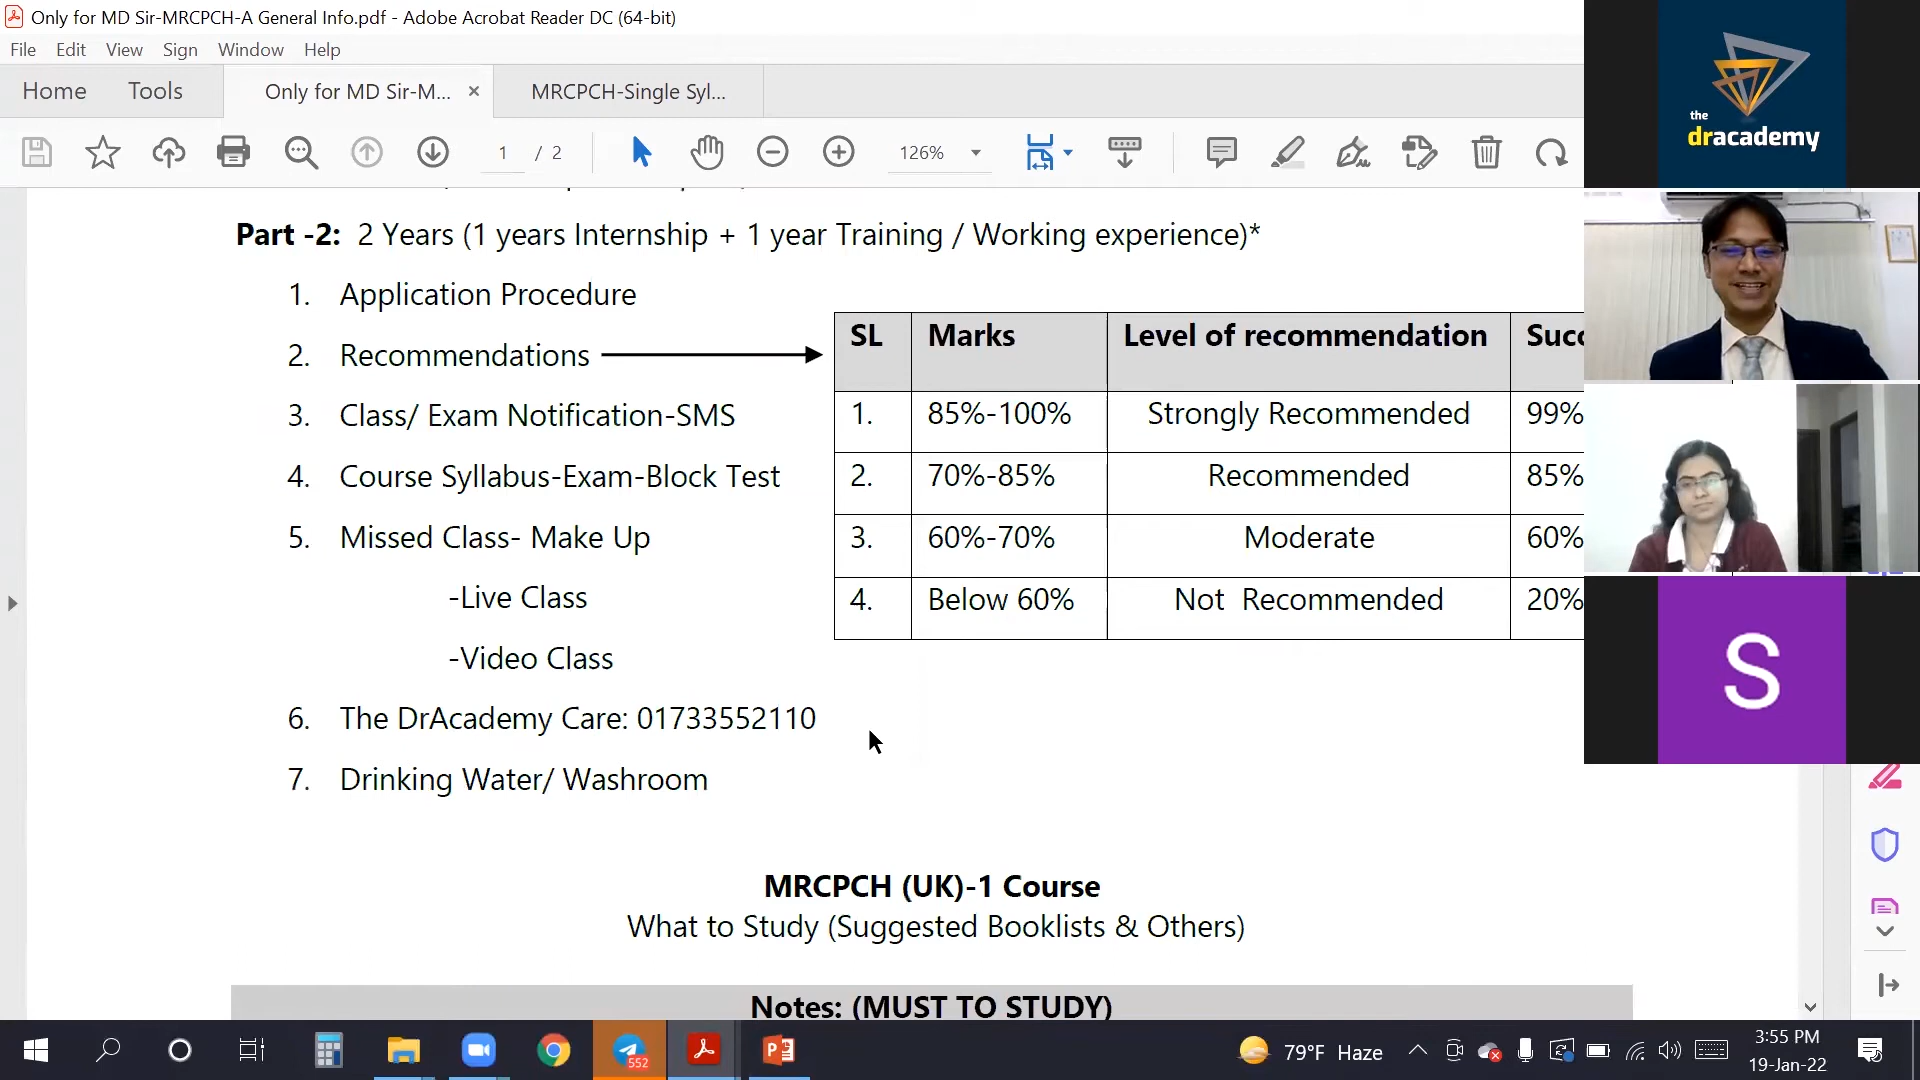 Only for MD Sir-MRCPCH-A General Info.pdf - Adobe Acrobat Reader DC (64-bit)
File Edit View Sign Window Help
Home Tools Only for MD Sir-M... × MRCPCH-Single Syl...
1 / 2 126%
Part -2: 2 Years (1 years Internship + 1 year Training / Working experience)*
1. Application Procedure
2. Recommendations
3. Class/ Exam Notification-SMS
4. Course Syllabus-Exam-Block Test
5. Missed Class- Make Up
-Live Class
-Video Class
6. The DrAcademy Care: 01733552110
7. Drinking Water/ Washroom
SL Marks Level of recommendation Succ
1. 85%-100% Strongly Recommended 99%
2. 70%-85% Recommended 85%
3. 60%-70% Moderate 60%
4. Below 60% Not Recommended 20%
MRCPCH (UK)-1 Course
What to Study (Suggested Booklists & Others)
Notes: (MUST TO STUDY)
the
dracademy
S
552
79°F Haze
3:55 PM
19-Jan-22